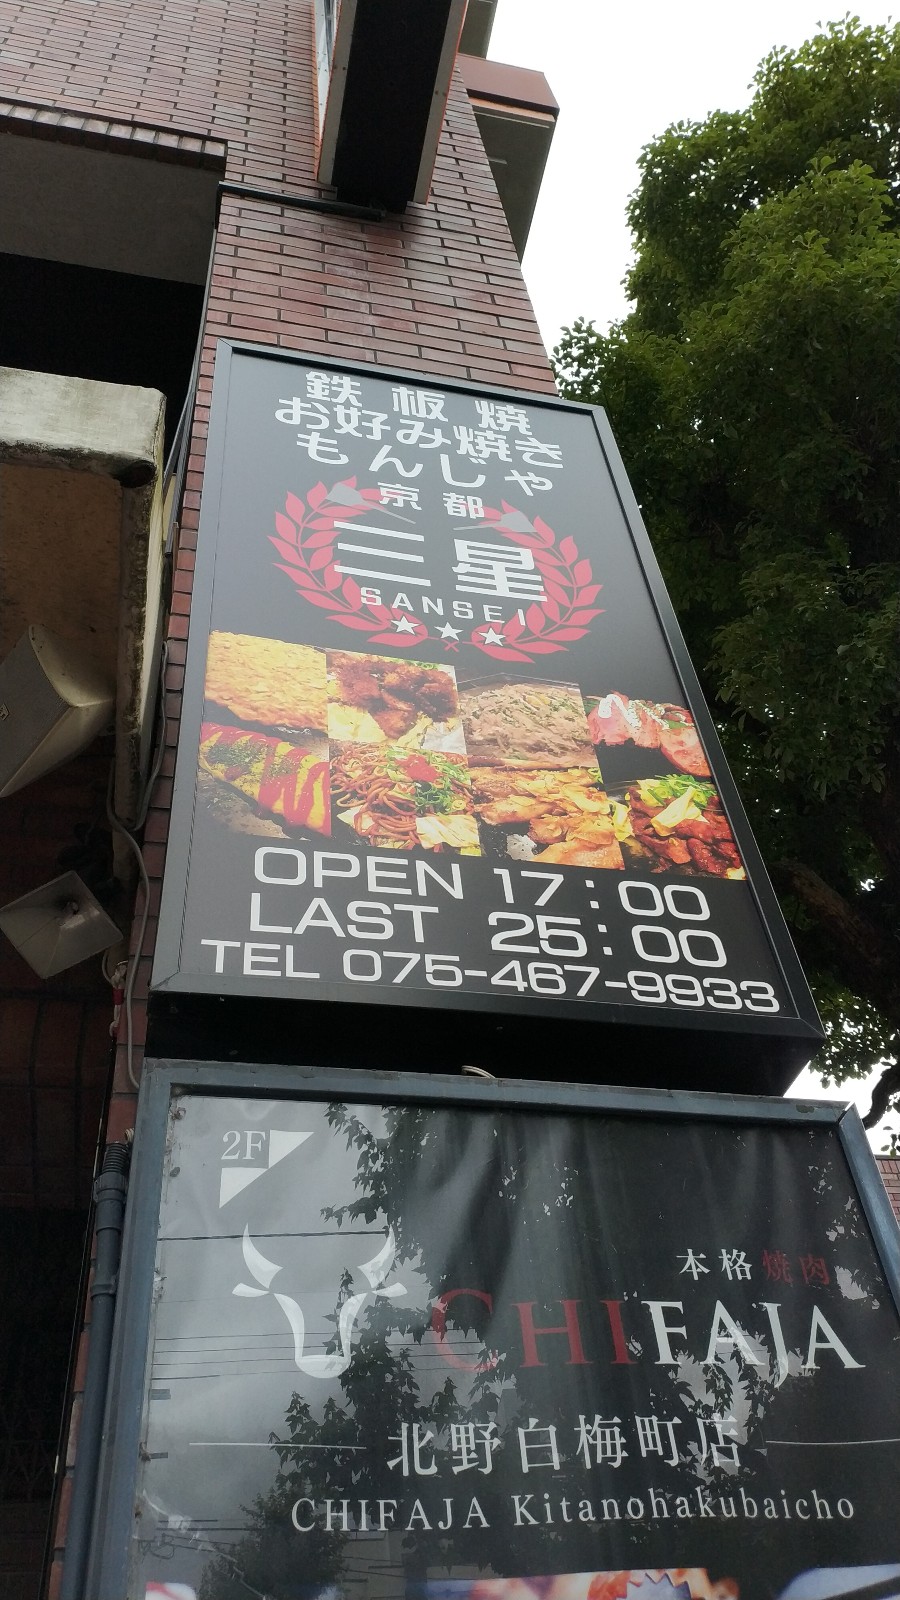 鉄板焼
お好み焼き
もんじゃ
京都
三星
SANSEI
OPEN 17:00
LAST 25:00
TEL 075-467-9933
2F
本格焼肉
CHIFAJA
北野白梅町店
CHIFAJA Kitanohakubaicho